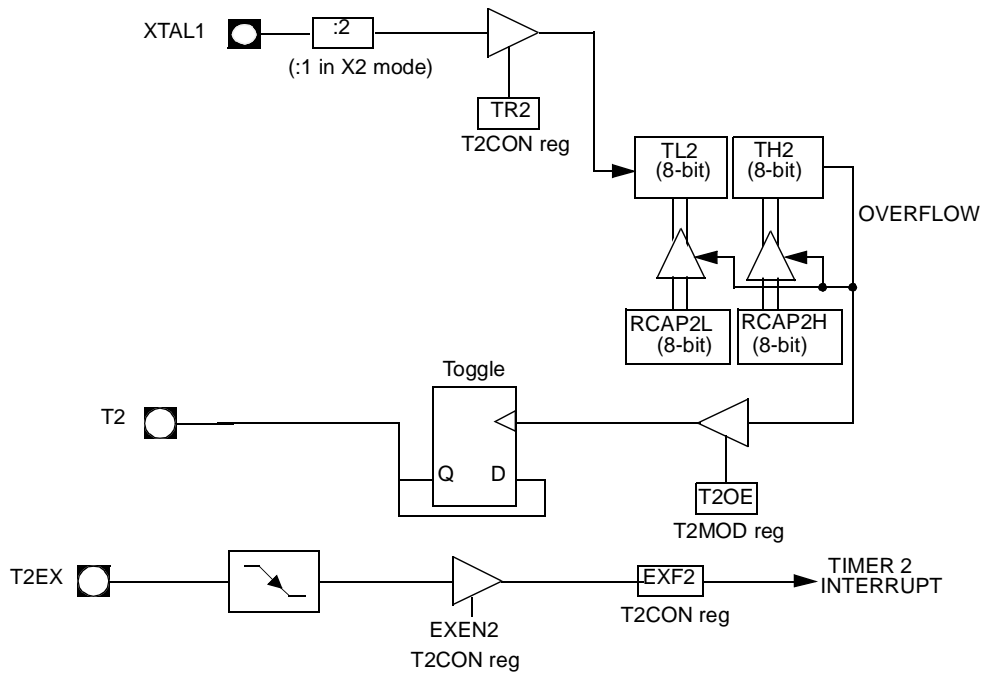 XTAL1
:2
(:1 in X2 mode)
TR2
T2CON reg
TL2
(8-bit)
TH2
(8-bit)
OVERFLOW
RCAP2L
(8-bit)
RCAP2H
(8-bit)
Toggle
T2
Q
D
T2OE
T2MOD reg
T2EX
EXEN2
T2CON reg
EXF2
T2CON reg
TIMER 2
INTERRUPT